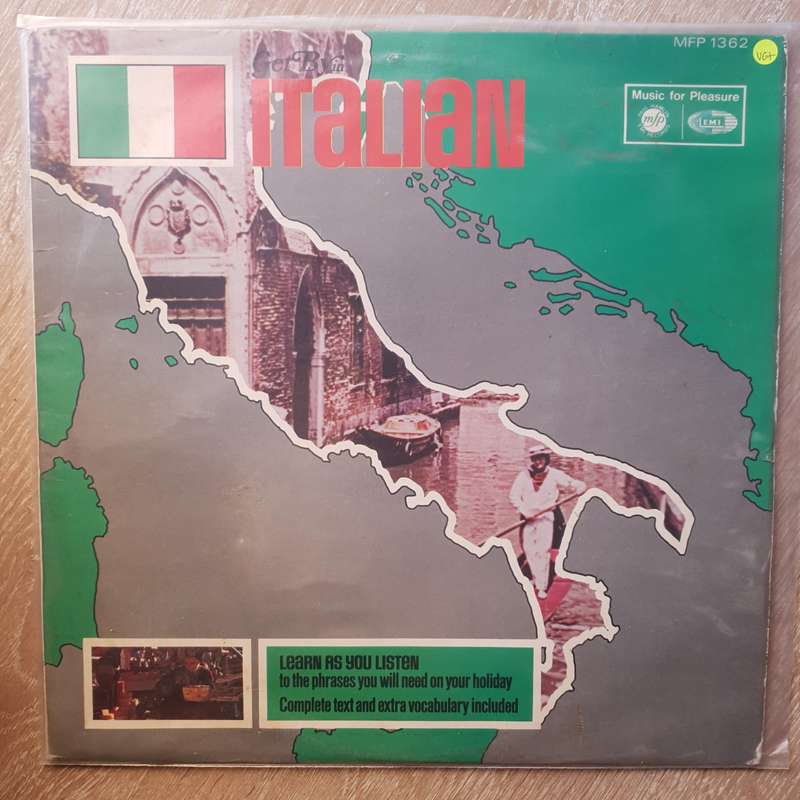 MFP 1362
VG+
Get By In
ITALIAN
Music for Pleasure
mfp
EMI
LEARN AS YOU LISTEN
to the phrases you will need on your holiday
Complete text and extra vocabulary included